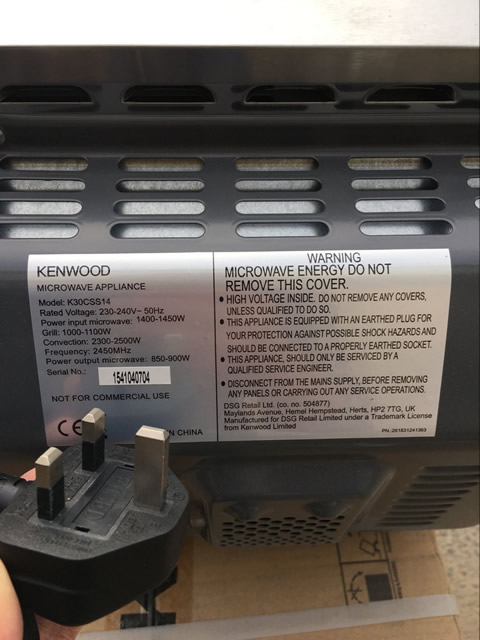 KENWOOD
MICROWAVE APPLIANCE
Model: K30CSS14
Rated Voltage: 230-240V~ 50Hz
Power input microwave: 1400-1450W
Grill: 1000-1100W
Convection: 2300-2500W
Frequency: 2450MHz
Power output microwave: 850-900W
Serial No.: 1541040704
NOT FOR COMMERCIAL USE
CE
IN CHINA
WARNING
MICROWAVE ENERGY DO NOT
REMOVE THIS COVER.
• HIGH VOLTAGE INSIDE. DO NOT REMOVE ANY COVERS,
UNLESS QUALIFIED TO DO SO.
• THIS APPLIANCE IS EQUIPPED WITH AN EARTHED PLUG FOR
YOUR PROTECTION AGAINST POSSIBLE SHOCK HAZARDS AND
SHOULD BE CONNECTED TO A PROPERLY EARTHED SOCKET.
• THIS APPLIANCE, SHOULD ONLY BE SERVICED BY A
QUALIFIED SERVICE ENGINEER.
• DISCONNECT FROM THE MAINS SUPPLY, BEFORE REMOVING
ANY PANELS OR CARRYING OUT ANY SERVICE OPERATIONS.
DSG Retail Ltd. (co. no. 504877)
Maylands Avenue, Hemel Hempstead, Herts, HP2 7TG, UK
Manufactured for DSG Retail Limited under a Trademark License
from Kenwood Limited